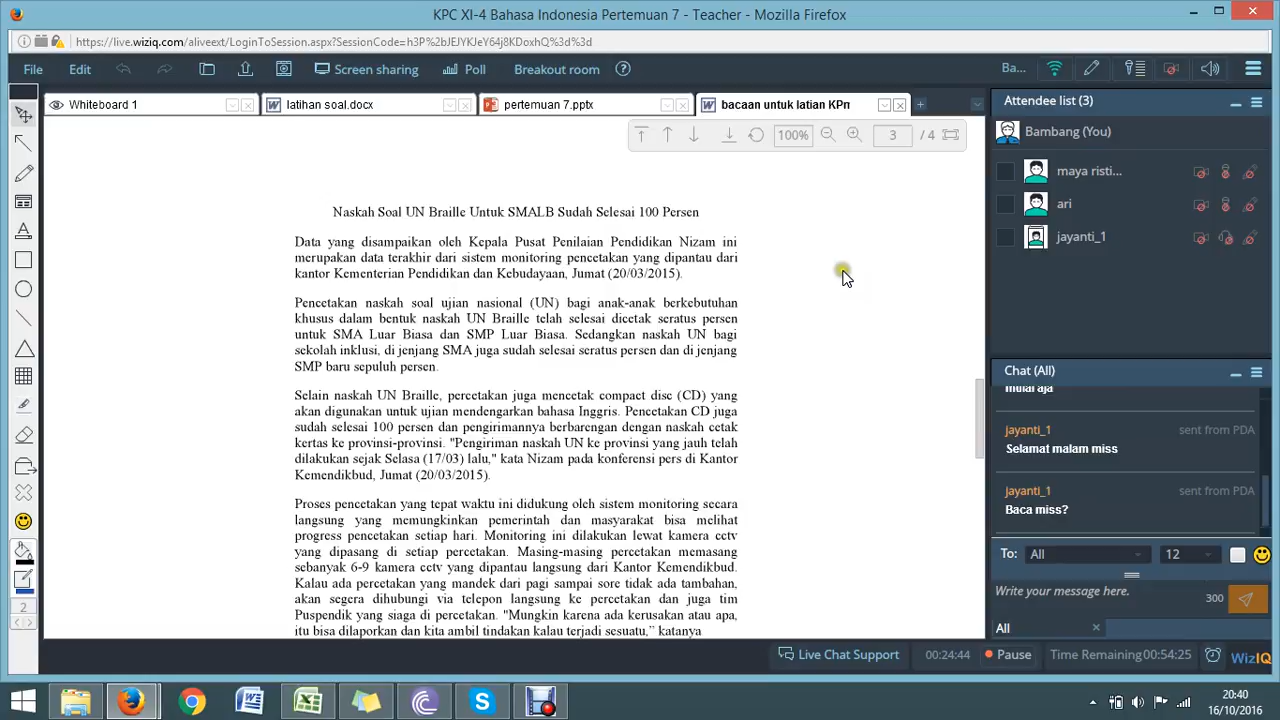 KPC XI-4 Bahasa Indonesia Pertemuan 7 - Teacher - Mozilla Firefox
https://live.wiziq.com/aliveext/LoginToSession.aspx?SessionCode=h3P%2bJEJYKJeY64j8KDoxhQ%3d%3d
File Edit Screen sharing Poll Breakout room Ba...
Whiteboard 1 latihan soal.docx pertemuan 7.pptx bacaan untuk latian KPm
100% 3 / 4
Naskah Soal UN Braille Untuk SMALB Sudah Selesai 100 Persen
Data yang disampaikan oleh Kepala Pusat Penilaian Pendidikan Nizam ini
merupakan data terakhir dari sistem monitoring pencetakan yang dipantau dari
kantor Kementerian Pendidikan dan Kebudayaan, Jumat (20/03/2015).
Pencetakan naskah soal ujian nasional (UN) bagi anak-anak berkebutuhan
khusus dalam bentuk naskah UN Braille telah selesai dicetak seratus persen
untuk SMA Luar Biasa dan SMP Luar Biasa. Sedangkan naskah UN bagi
sekolah inklusi, di jenjang SMA juga sudah selesai seratus persen dan di jenjang
SMP baru sepuluh persen.
Selain naskah UN Braille, percetakan juga mencetak compact disc (CD) yang
akan digunakan untuk ujian mendengarkan bahasa Inggris. Pencetakan CD juga
sudah selesai 100 persen dan pengirimannya berbarengan dengan naskah cetak
kertas ke provinsi-provinsi. "Pengiriman naskah UN ke provinsi yang jauh telah
dilakukan sejak Selasa (17/03) lalu," kata Nizam pada konferensi pers di Kantor
Kemendikbud, Jumat (20/03/2015).
Proses pencetakan yang tepat waktu ini didukung oleh sistem monitoring secara
langsung yang memungkinkan pemerintah dan masyarakat bisa melihat
progress pencetakan setiap hari. Monitoring ini dilakukan lewat kamera cctv
yang dipasang di setiap percetakan. Masing-masing percetakan memasang
sebanyak 6-9 kamera cctv yang dipantau langsung dari Kantor Kemendikbud.
Kalau ada percetakan yang mandek dari pagi sampai sore tidak ada tambahan,
akan segera dihubungi via telepon langsung ke percetakan dan juga tim
Puspendik yang siaga di percetakan. "Mungkin karena ada kerusakan atau apa,
itu bisa dilaporkan dan kita ambil tindakan kalau terjadi sesuatu,” katanya
2
Attendee list (3)
Bambang (You)
maya risti...
ari
jayanti_1
Chat (All)
mulai aja
jayanti_1 sent from PDA
Selamat malam miss
jayanti_1 sent from PDA
Baca miss?
To: All 12
Write your message here. 300
All
Live Chat Support 00:24:44 Pause Time Remaining 00:54:25 WizIQ
20:40
16/10/2016